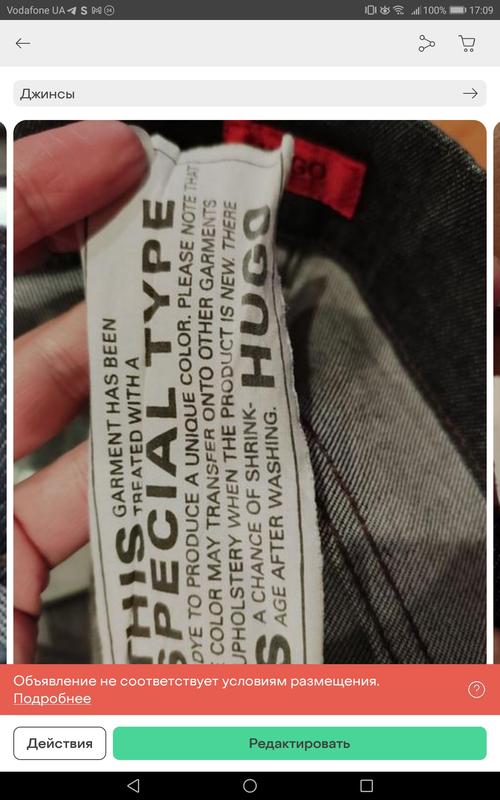 Vodafone UA
100%
17:09
Джинсы
THIS GARMENT HAS BEEN
TREATED WITH A
SPECIAL TYPE
DYE TO PRODUCE A UNIQUE COLOR. PLEASE NOTE THAT
COLOR MAY TRANSFER ONTO OTHER GARMENTS
UPHOLSTERY WHEN THE PRODUCT IS NEW. THERE
A CHANCE OF SHRINK-
AGE AFTER WASHING.
HUGO
Объявление не соответствует условиям размещения.
Подробнее
Действия
Редактировать